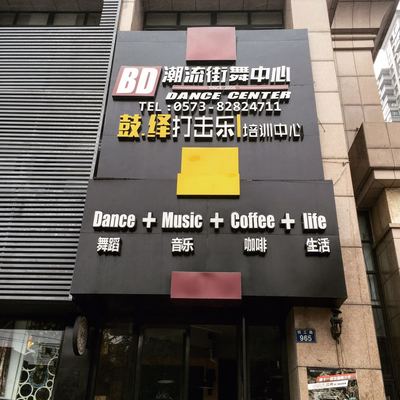 BD 潮流街舞中心
DANCE CENTER
TEL:0573-82824711
鼓.绎打击乐 培训中心
Dance + Music + Coffee + life
舞蹈 音乐 咖啡 生活
965